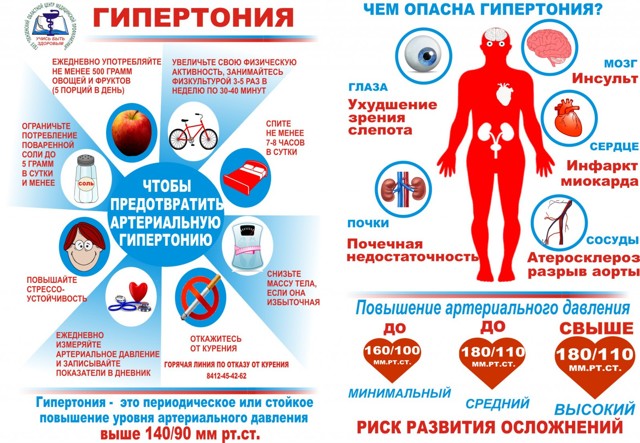 УЧИСЬ БЫТЬ
ЗДОРОВЫМ!
ГИПЕРТОНИЯ
ЕЖЕДНЕВНО УПОТРЕБЛЯЙТЕ
НЕ МЕНЕЕ 500 ГРАММ
ОВОЩЕЙ И ФРУКТОВ
(5 ПОРЦИЙ В ДЕНЬ)
УВЕЛИЧЬТЕ СВОЮ ФИЗИЧЕСКУЮ
АКТИВНОСТЬ, ЗАНИМАЙТЕСЬ
ФИЗКУЛЬТУРОЙ 3-5 РАЗ В
НЕДЕЛЮ ПО 30-40 МИНУТ
ОГРАНИЧЬТЕ
ПОТРЕБЛЕНИЕ
ПОВАРЕННОЙ
СОЛИ ДО
5 ГРАММ
В СУТКИ
И МЕНЕЕ
СОЛЬ
СПИТЕ
НЕ МЕНЕЕ
7-8 ЧАСОВ
В СУТКИ
ЧТОБЫ
ПРЕДОТВРАТИТЬ
АРТЕРИАЛЬНУЮ
ГИПЕРТОНИЮ
ПОВЫШАЙТЕ
СТРЕССО-
УСТОЙЧИВОСТЬ
СНИЗЬТЕ
МАССУ ТЕЛА,
ЕСЛИ ОНА
ИЗБЫТОЧНАЯ
ЕЖЕДНЕВНО
ИЗМЕРЯЙТЕ
АРТЕРИАЛЬНОЕ ДАВЛЕНИЕ
И ЗАПИСЫВАЙТЕ
ПОКАЗАТЕЛИ В ДНЕВНИК
ОТКАЖИТЕСЬ
ОТ КУРЕНИЯ
ГОРЯЧАЯ ЛИНИЯ ПО ОТКАЗУ ОТ КУРЕНИЯ
8412-45-42-62
Гипертония - это периодическое или стойкое
повышение уровня артериального давления
выше 140/90 мм рт.ст.
ЧЕМ ОПАСНА ГИПЕРТОНИЯ?
ГЛАЗА
Ухудшение
зрения
слепота
МОЗГ
Инсульт
СЕРДЦЕ
Инфаркт
миокарда
ПОЧКИ
Почечная
недостаточность
СОСУДЫ
Атеросклероз
разрыв аорты
Повышение артериального давления
ДО
160/100
ММ.РТ.СТ.
МИНИМАЛЬНЫЙ
ДО
180/110
ММ.РТ.СТ.
СРЕДНИЙ
СВЫШЕ
180/110
ММ.РТ.СТ.
ВЫСОКИЙ
РИСК РАЗВИТИЯ ОСЛОЖНЕНИЙ